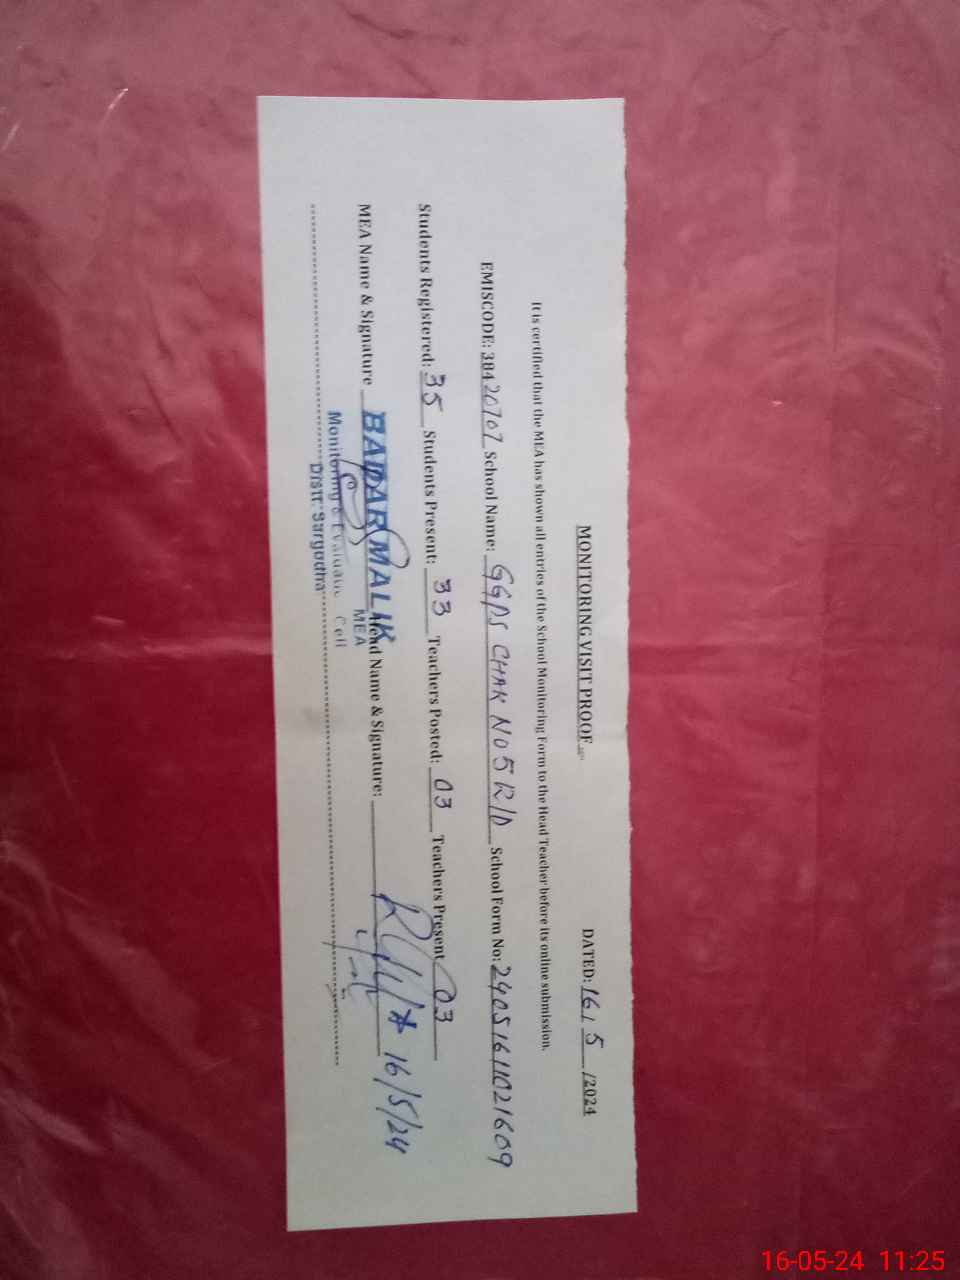 MONITORING VISIT PROOF
DATED: 16/ 5 /2024
It is certified that the MEA has shown all entries of the School Monitoring Form to the Head Teacher before its online submission.
EMISCODE: 38420707 School Name: GGPS CHAK NO 5 R/D School Form No: 24051611021609
Students Registered: 35 Students Present: 33 Teachers Posted: 03 Teachers Present 03
MEA Name & Signature BADAR MALIK Head Name & Signature: 16/5/24
MEA
Monitoring & Evaluatic Cell
Distt: Sargodha
16-05-24 11:25